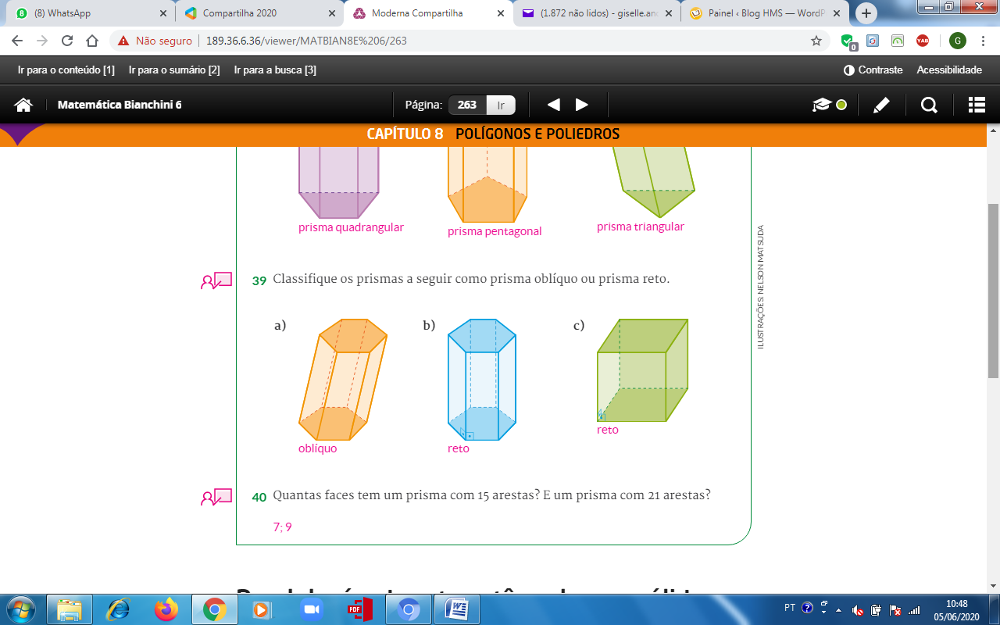 (8) WhatsApp
Compartilha 2020
Moderna Compartilha
(1.872 não lidos) - giselle.and
Painel ‹ Blog HMS — WordP
Não seguro
189.36.6.36/viewer/MATBIAN8E%206/263
0
YAB
G
Ir para o conteúdo [1]
Ir para o sumário [2]
Ir para a busca [3]
Contraste
Acessibilidade
Matemática Bianchini 6
Página:
263
Ir
CAPÍTULO 8 POLÍGONOS E POLIEDROS
prisma quadrangular
prisma pentagonal
prisma triangular
ILUSTRAÇÕES: NELSON MATSUDA
39 Classifique os prismas a seguir como prisma oblíquo ou prisma reto.
a)
b)
c)
oblíquo
reto
reto
40 Quantas faces tem um prisma com 15 arestas? E um prisma com 21 arestas?
7; 9
PDF
PT
10:48
05/06/2020